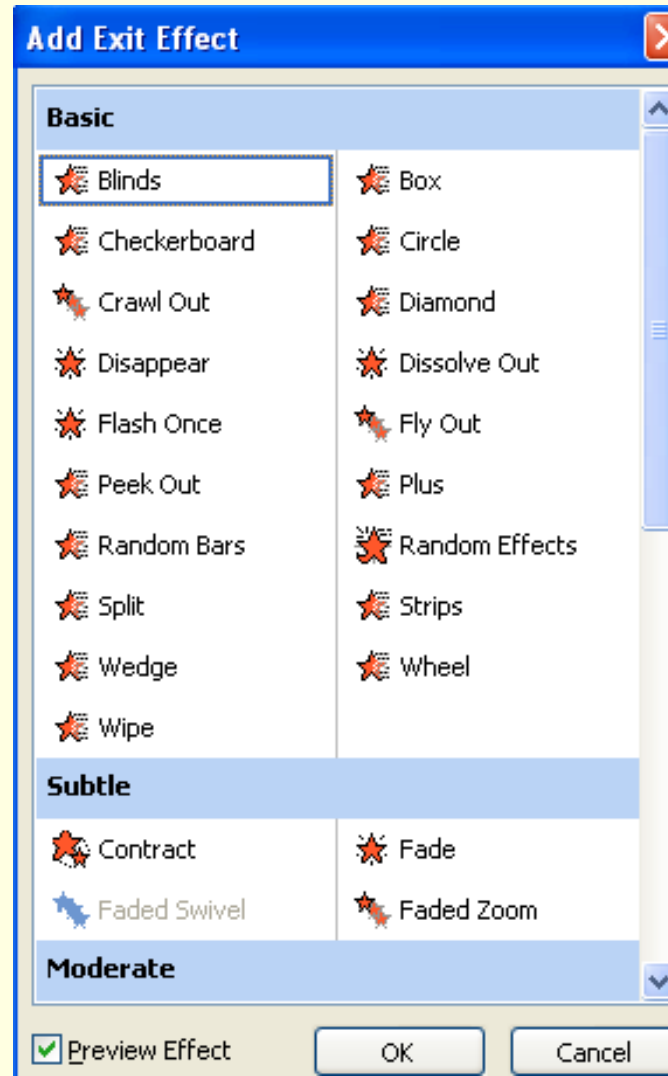 Add Exit Effect
Basic
Blinds Box
Checkerboard Circle
Crawl Out Diamond
Disappear Dissolve Out
Flash Once Fly Out
Peek Out Plus
Random Bars Random Effects
Split Strips
Wedge Wheel
Wipe
Subtle
Contract Fade
Faded Swivel Faded Zoom
Moderate
Preview Effect OK Cancel